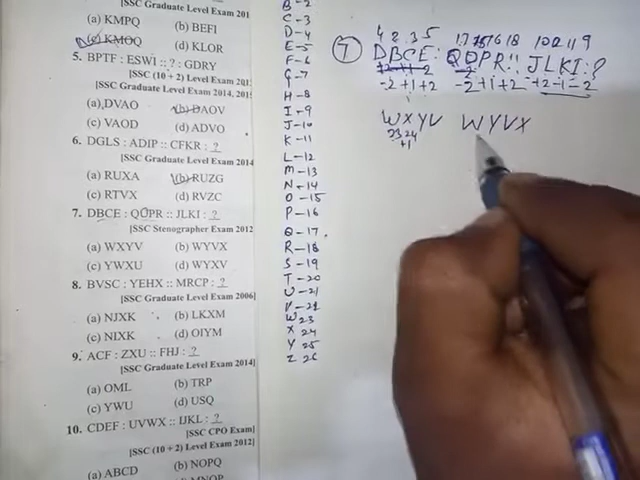 |SSC Graduate Level Exam 201
(a) KMPQ (b) BEFI
(c) KMOQ (d) KLOR
5. BPTF : ESWI :: ? : GDRY
|SSC (10 + 2) Level Exam 201
|SSC Graduate Level Exam 2014, 201
(a) DVAO (b) DAOV
(c) VAOD (d) ADVO
6. DGLS : ADIP :: CFKR : ?
|SSC Graduate Level Exam 2014
(a) RUXA (b) RUZG
(c) RTVX (d) RVZC
7. DBCE : QOPR :: JLKI : ?
|SSC Stenographer Exam 2012
(a) WXYV (b) WYVX
(c) YWXU (d) WYXV
8. BVSC : YEHX :: MRCP : ?
|SSC Graduate Level Exam 2006|
(a) NJXK (b) LKXM
(c) NIXK (d) OIYM
9. ACF : ZXU :: FHJ : ?
|SSC Graduate Level Exam 2014|
(a) OML (b) TRP
(c) YWU (d) USQ
10. CDEF : UVWX :: IJKL : ?
|SSC CPO Exam|
|SSC (10 + 2) Level Exam 2012|
(a) ABCD (b) NOPQ
B - 2
C - 3
D - 4
E - 5
F - 6
G - 7
H - 8
I - 9
J - 10
K - 11
L - 12
M - 13
N - 14
O - 15
P - 16
Q - 17
R - 18
S - 19
T - 20
U - 21
V - 22
W 23
X 24
Y 25
Z 26
4 2 3 5 17 15 16 18 10 12 11 9
7 DBCE : QOPR :: JLKI : ?
-2 +1 +2 -2 +1 +2 +2 -1 -2
WXYV WYVX
23 24
+1